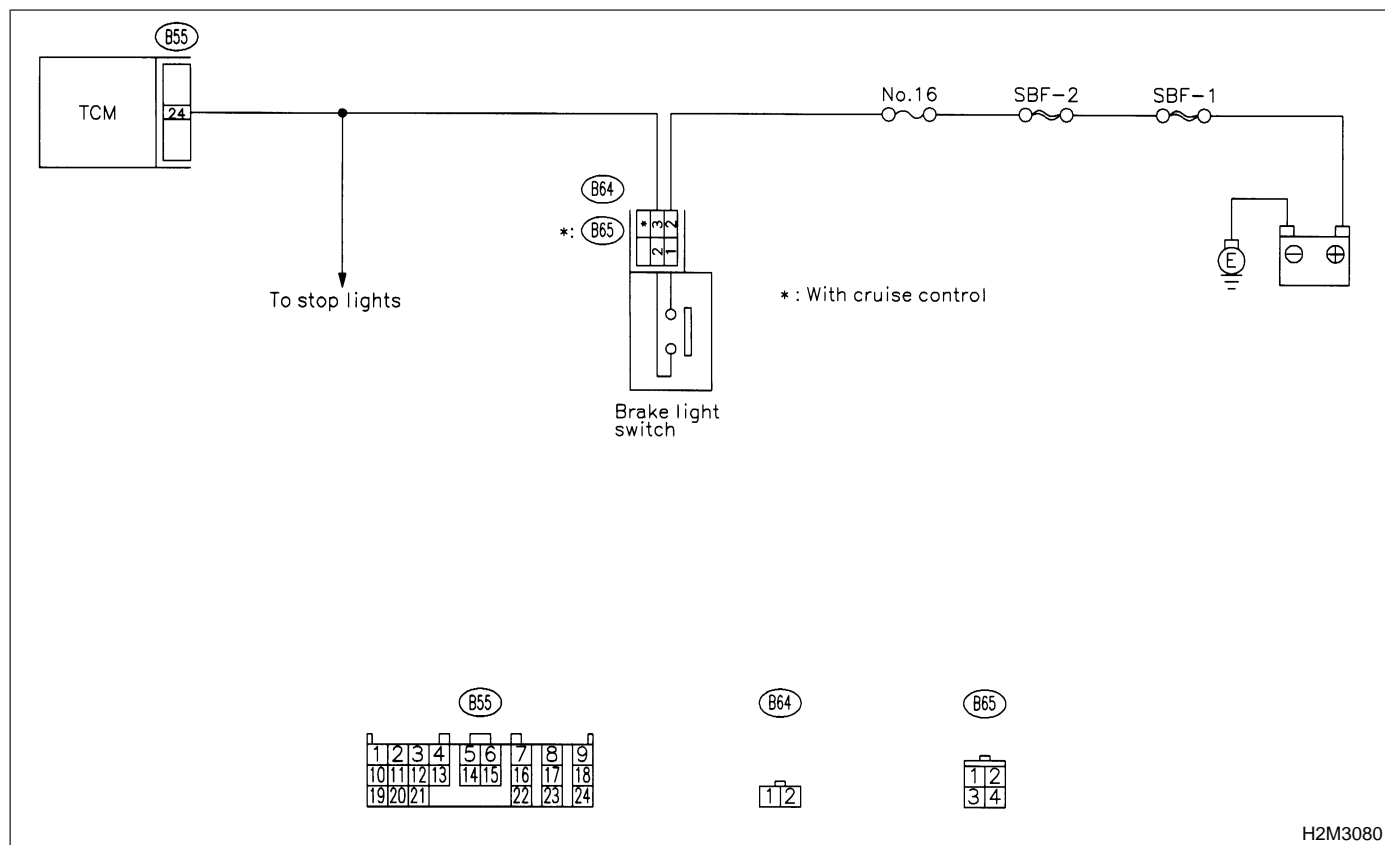 B55
TCM
24
No.16 SBF-2 SBF-1
B64
*: B65
* 3 2
2 1
E
⊖ ⊕
To stop lights
* : With cruise control
Brake light
switch
B55
1 2 3 4 5 6 7 8 9
10 11 12 13 14 15 16 17 18
19 20 21 22 23 24
B64
1 2
B65
1 2
3 4
H2M3080